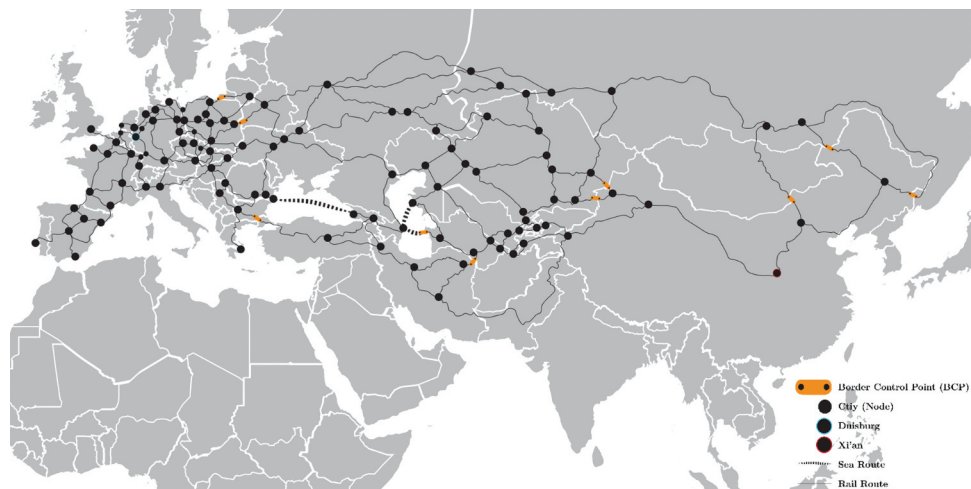 Border Control Point (BCP)
Ctiy (Node)
Duisburg
Xi'an
Sea Route
Rail Route